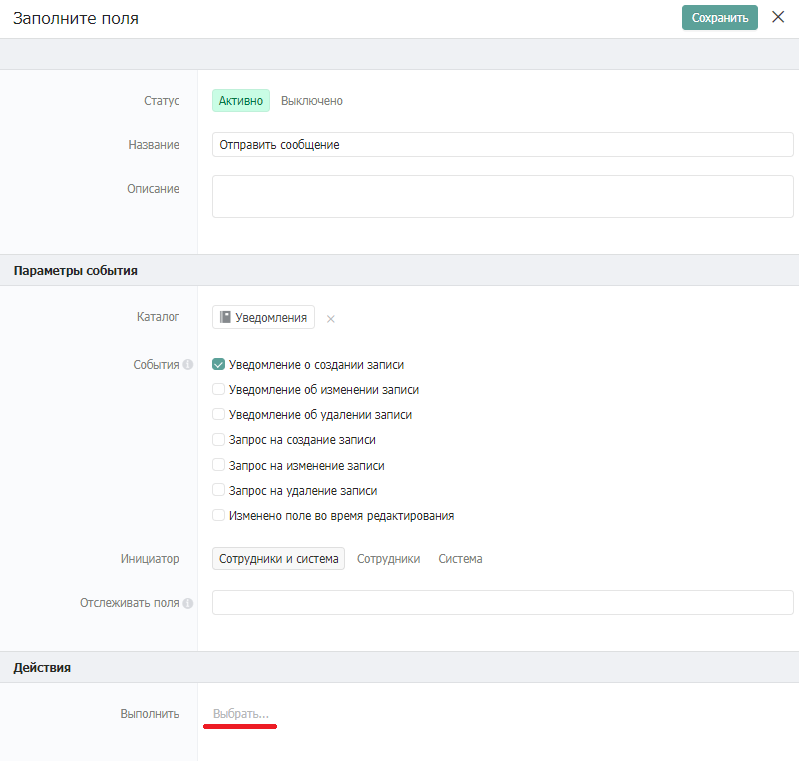 Заполните поля
Сохранить
Статус Активно Выключено
Название Отправить сообщение
Описание
Параметры события
Каталог Уведомления
События Уведомление о создании записи
Уведомление об изменении записи
Уведомление об удалении записи
Запрос на создание записи
Запрос на изменение записи
Запрос на удаление записи
Изменено поле во время редактирования
Инициатор Сотрудники и система Сотрудники Система
Отслеживать поля
Действия
Выполнить Выбрать...